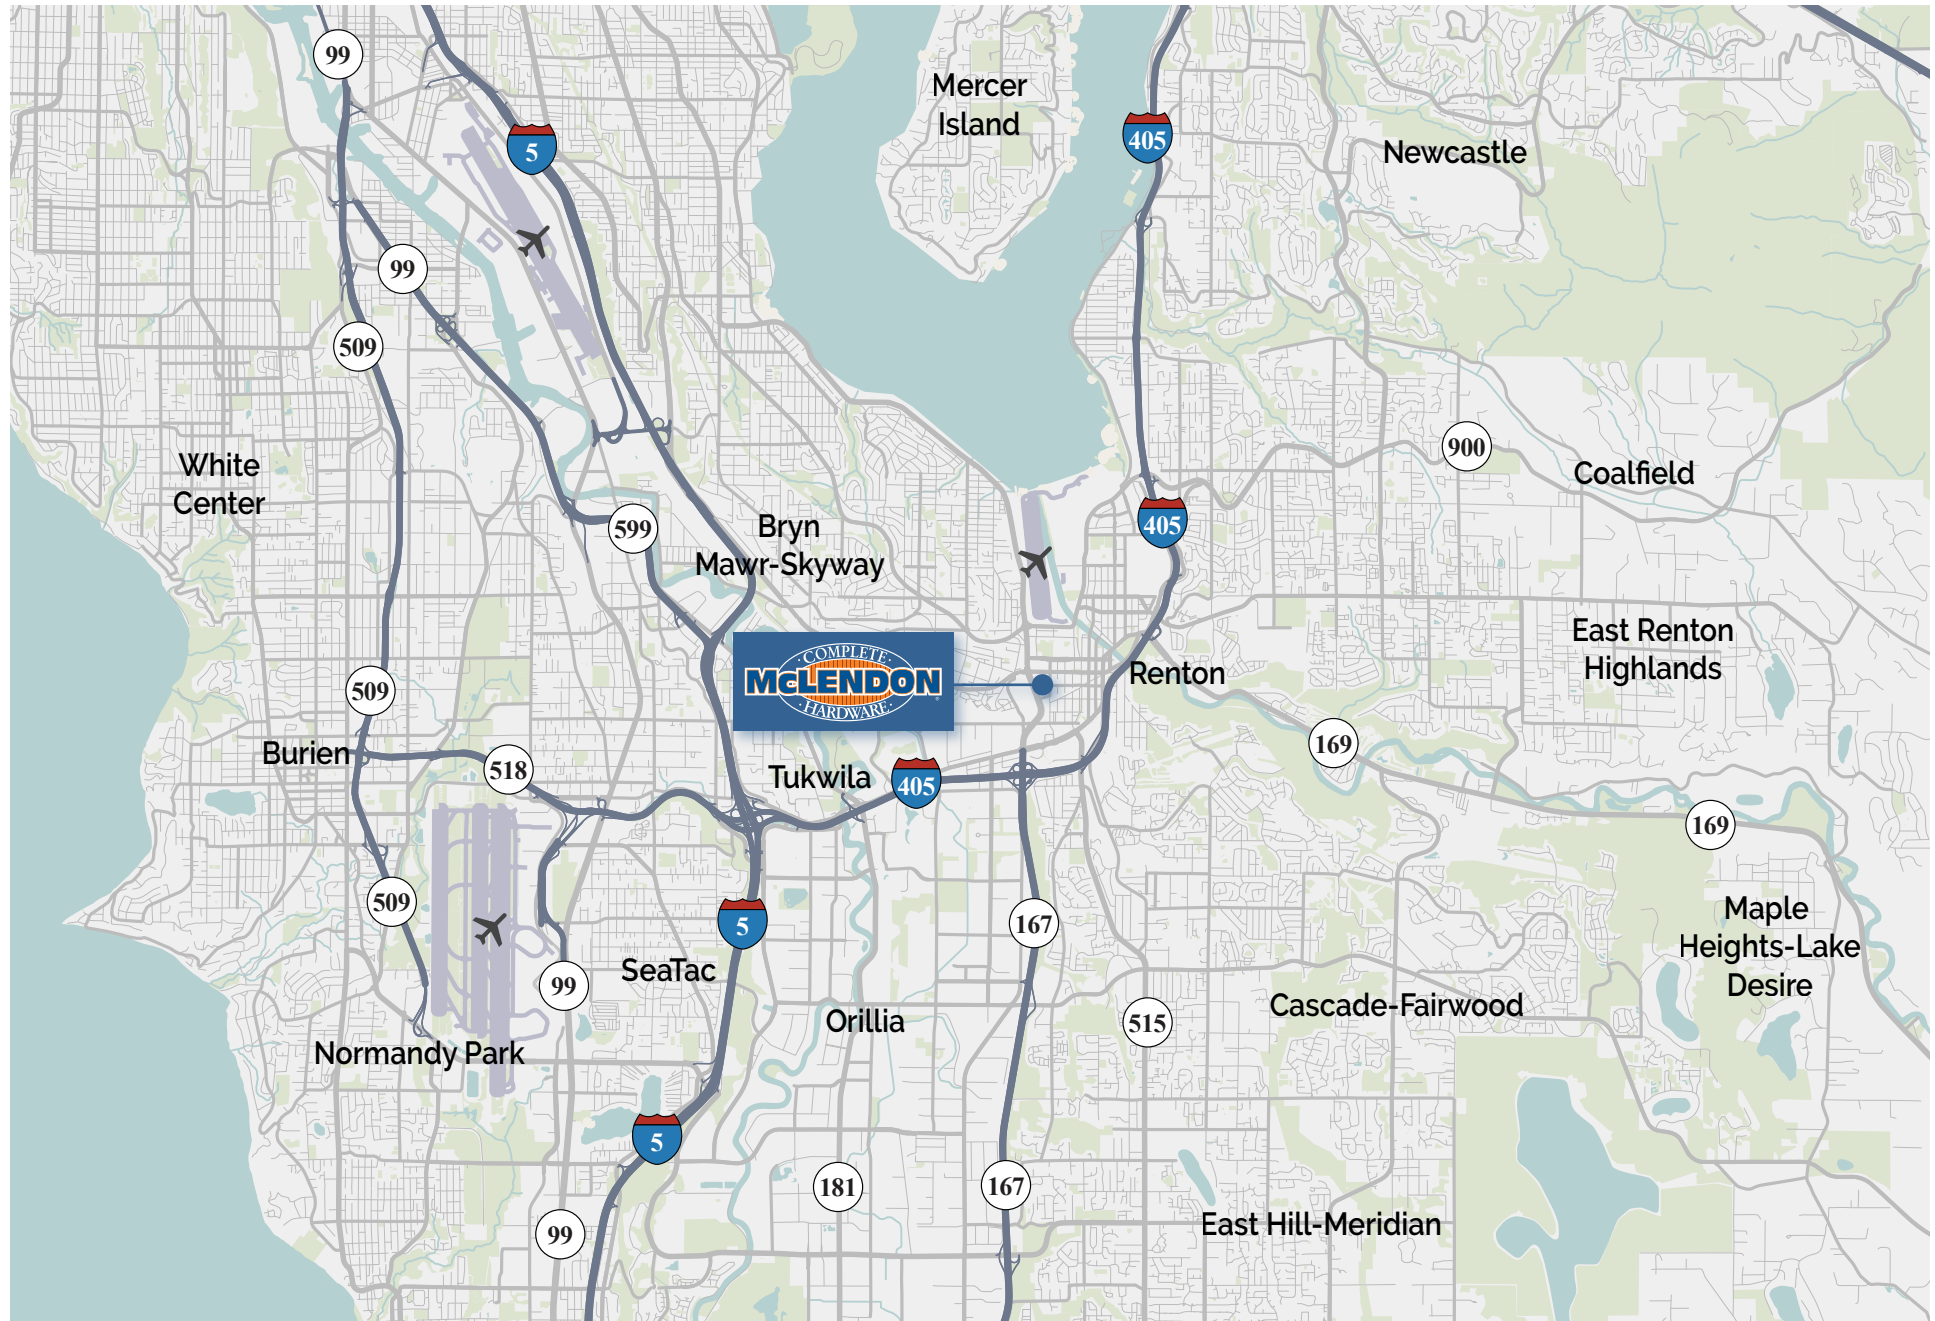 99
Mercer
Island
405
5
Newcastle
99
509
900
White
Center
Coalfield
405
599
Bryn
Mawr-Skyway
East Renton
Highlands
·COMPLETE·
McLENDON
·HARDWARE·
Renton
509
169
Burien
518
Tukwila
405
169
509
5
167
Maple
Heights-Lake
Desire
SeaTac
99
Cascade-Fairwood
Orillia
515
Normandy Park
5
181
167
99
East Hill-Meridian